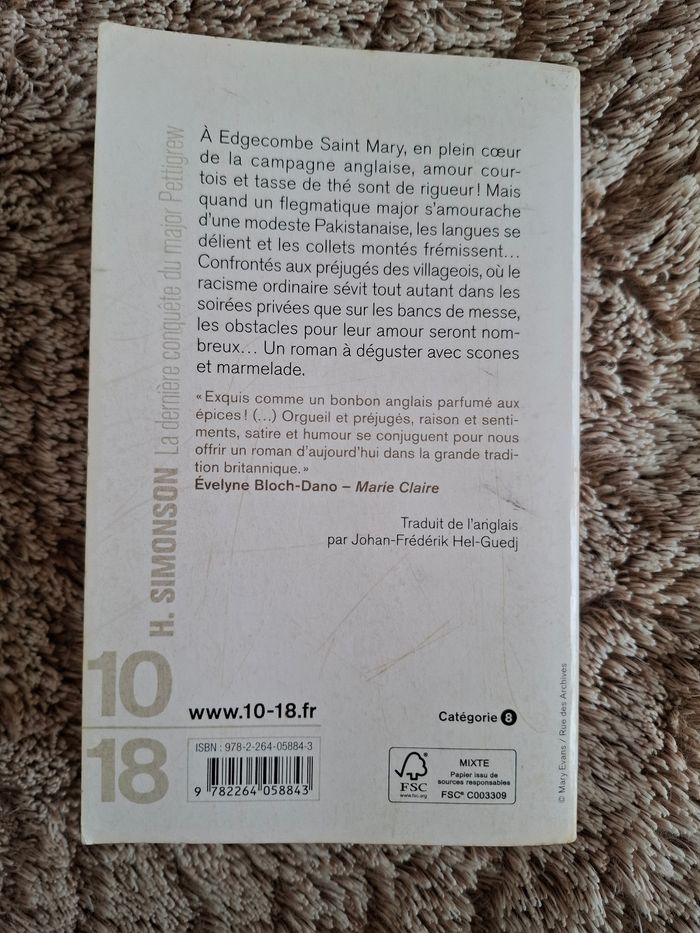 À Edgecombe Saint Mary, en plein cœur
de la campagne anglaise, amour cour-
tois et tasse de thé sont de rigueur ! Mais
quand un flegmatique major s'amourache
d'une modeste Pakistanaise, les langues se
délient et les collets montés frémissent...
Confrontés aux préjugés des villageois, où le
racisme ordinaire sévit tout autant dans les
soirées privées que sur les bancs de messe,
les obstacles pour leur amour seront nom-
breux... Un roman à déguster avec scones
et marmelade.
« Exquis comme un bonbon anglais parfumé aux
épices ! (...) Orgueil et préjugés, raison et senti-
ments, satire et humour se conjuguent pour nous
offrir un roman d'aujourd'hui dans la grande tradi-
tion britannique. »
Évelyne Bloch-Dano – Marie Claire
Traduit de l'anglais
par Johan-Frédérik Hel-Guedj
H. SIMONSON La dernière conquête du major Pettigrew
10
18
www.10-18.fr
Catégorie 8
ISBN : 978-2-264-05884-3
9 782264 058843
FSC
www.fsc.org
MIXTE
Papier issu de
sources responsables
FSC® C003309
© Mary Evans / Rue des Archives